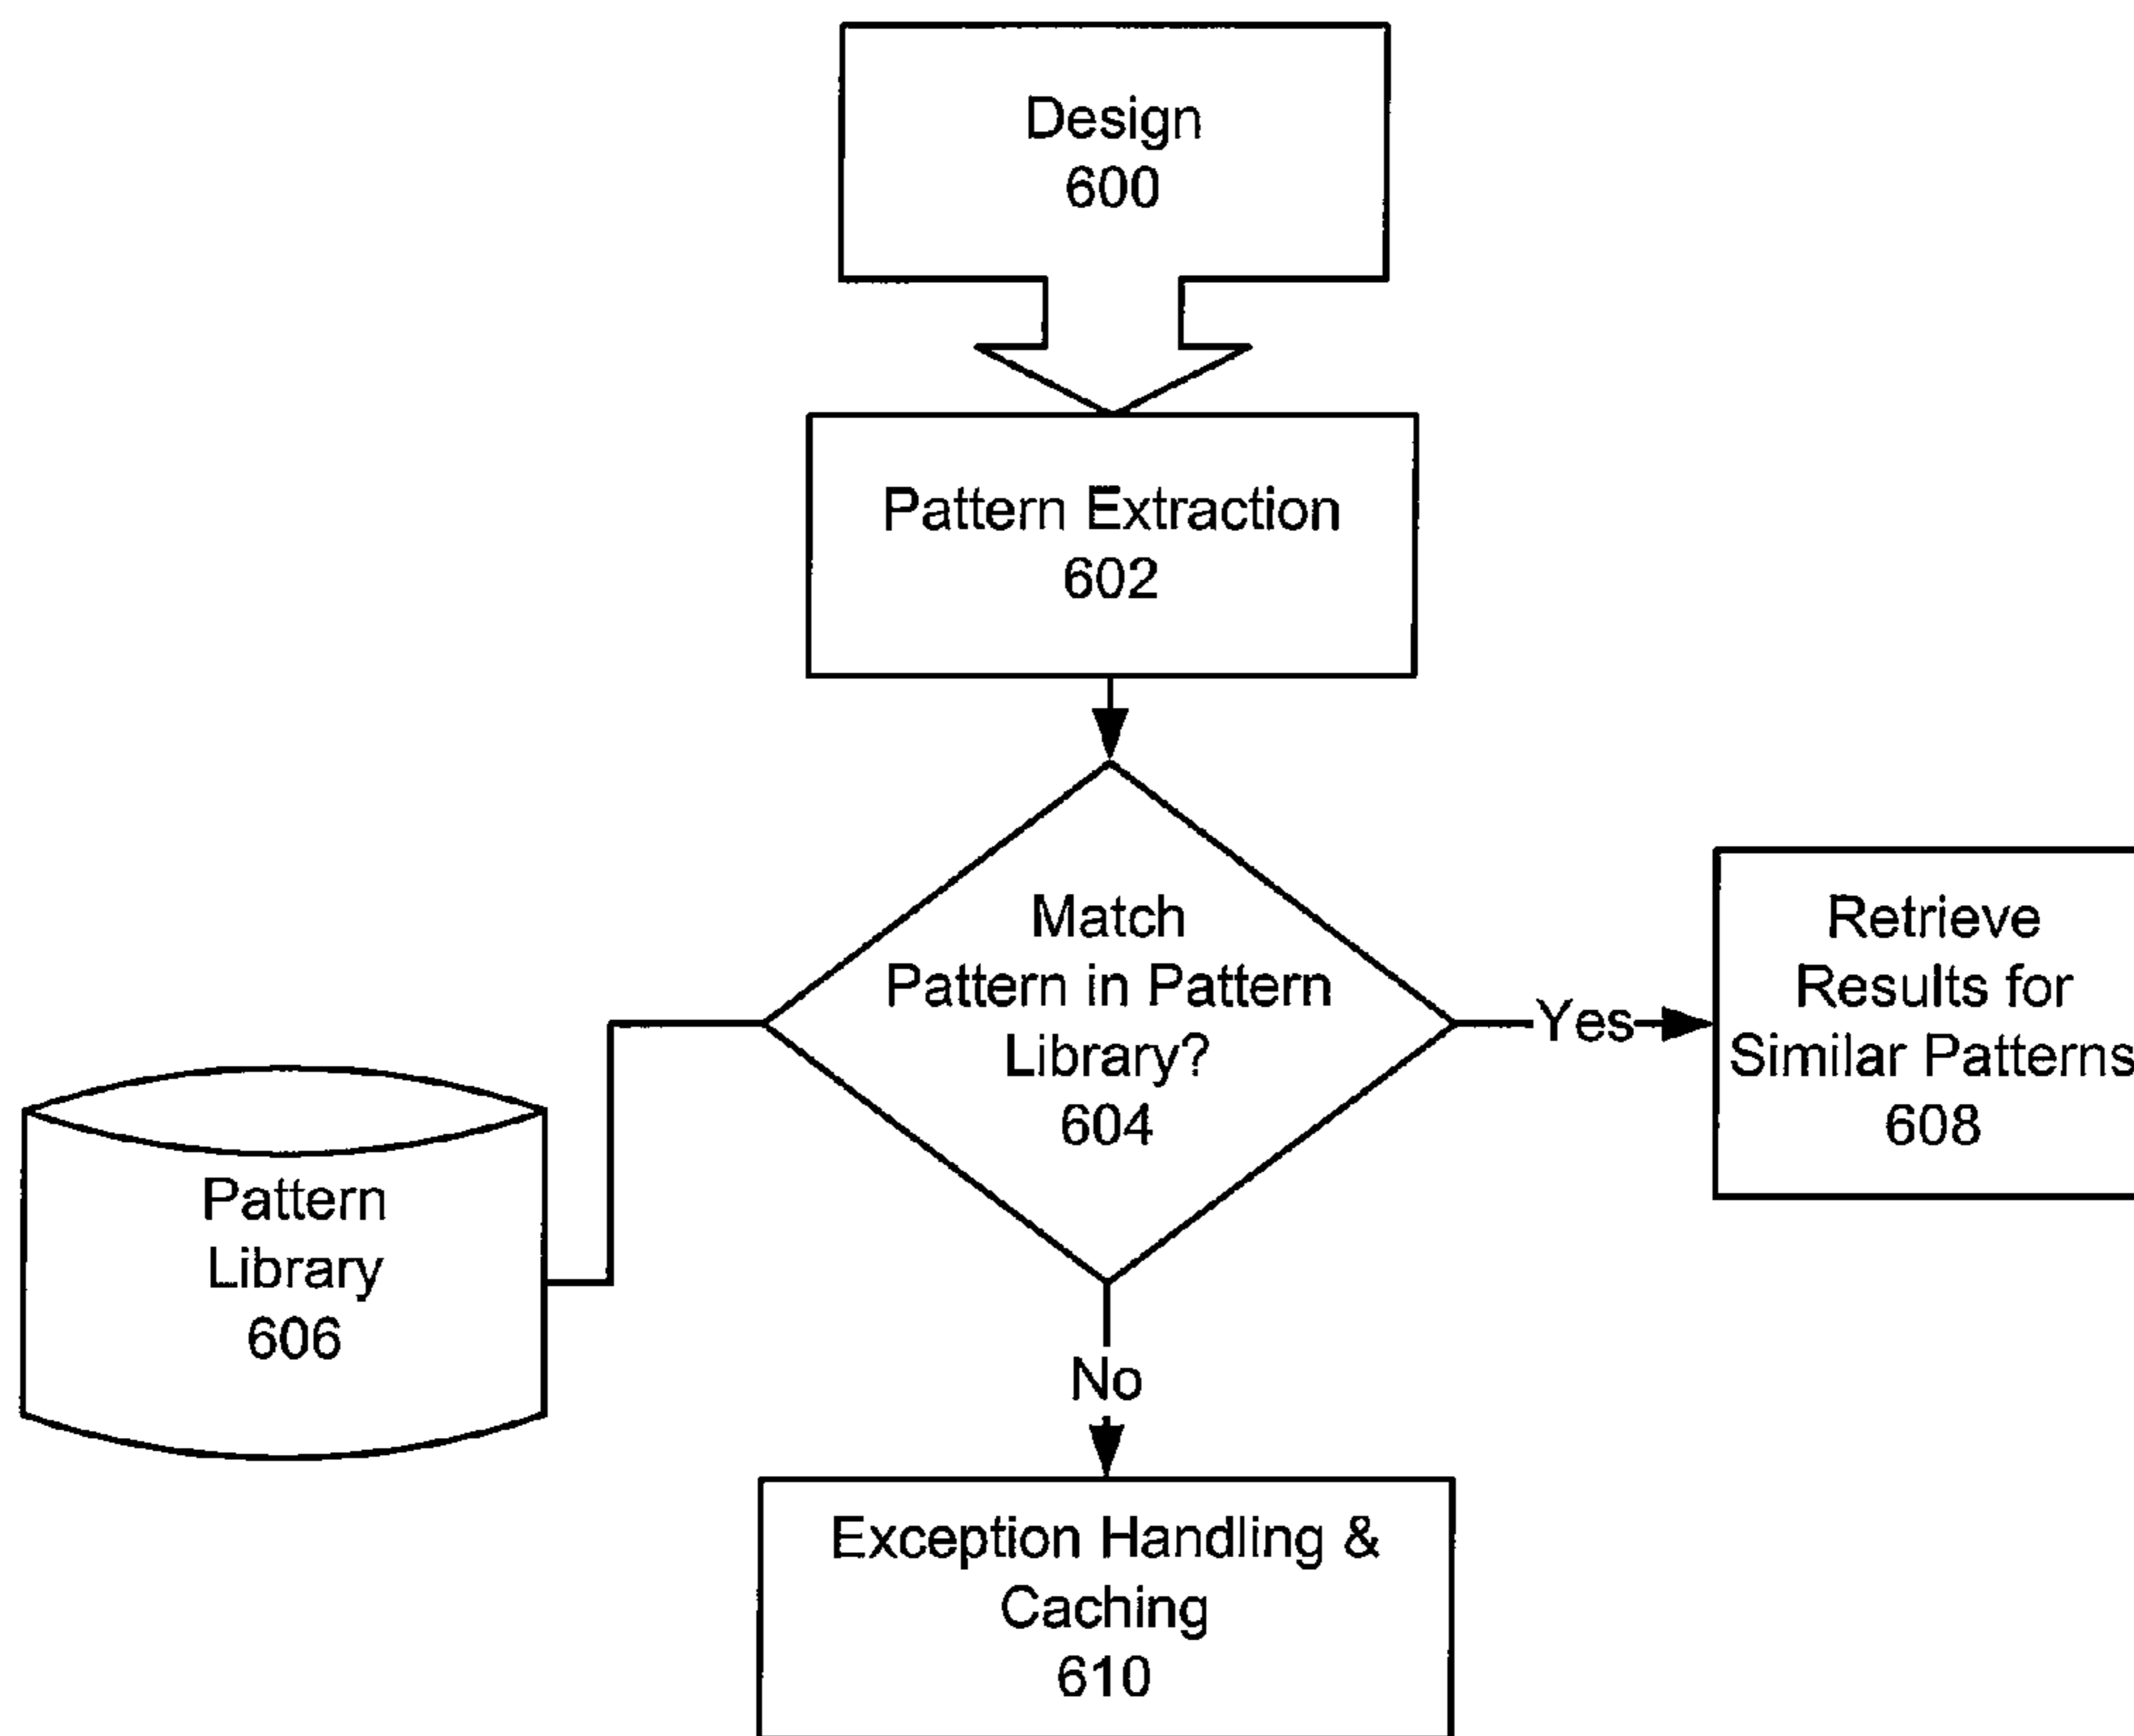 Design
600
Pattern Extraction
602
Match
Pattern in Pattern
Library?
604
Yes
Retrieve
Results for
Similar Patterns
608
Pattern
Library
606
No
Exception Handling &
Caching
610